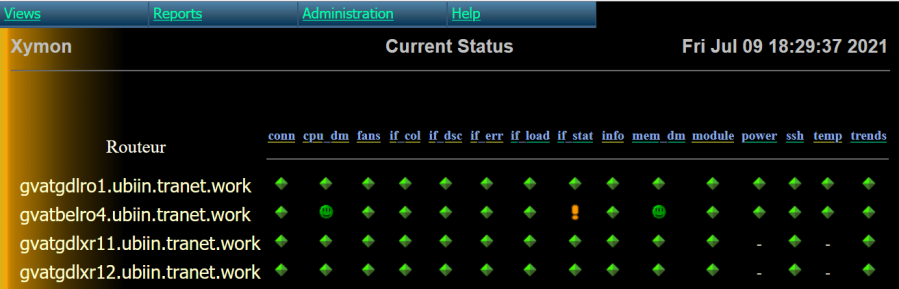 Views Reports Administration Help
Xymon Current Status Fri Jul 09 18:29:37 2021
Routeur conn cpu_dm fans if_col if_dsc if_err if_load if_stat info mem_dm module power ssh temp trends
gvatgdlro1.ubiin.tranet.work
gvatbelro4.ubiin.tranet.work
gvatgdlxr11.ubiin.tranet.work - -
gvatgdlxr12.ubiin.tranet.work - -